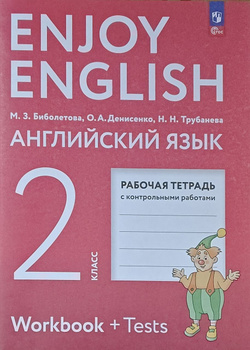 ENJOY
ENGLISH
М. З. Биболетова, О. А. Денисенко, Н. Н. Трубанева
АНГЛИЙСКИЙ ЯЗЫК
2
КЛАСС
РАБОЧАЯ ТЕТРАДЬ
с контрольными работами
Workbook + Tests